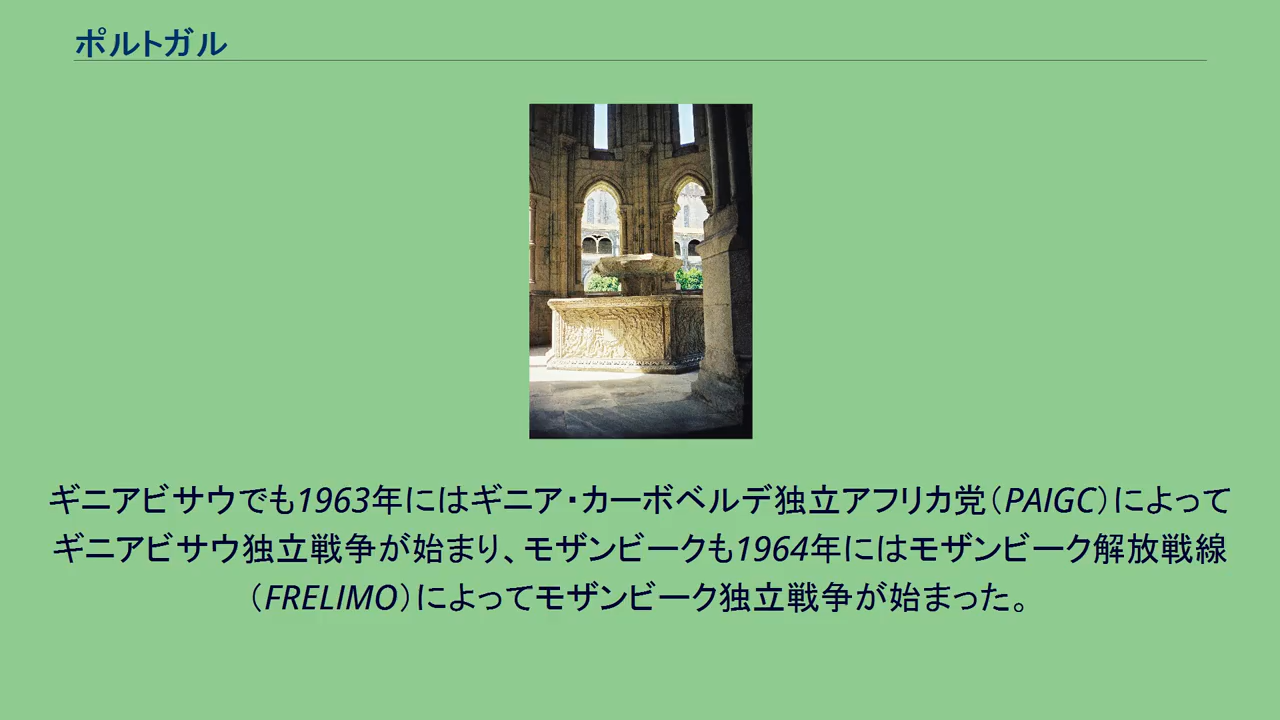 ポルトガル
ギニアビサウでも1963年にはギニア・カーボベルデ独立アフリカ党（PAIGC）によって
ギニアビサウ独立戦争が始まり、モザンビークも1964年にはモザンビーク解放戦線
（FRELIMO）によってモザンビーク独立戦争が始まった。